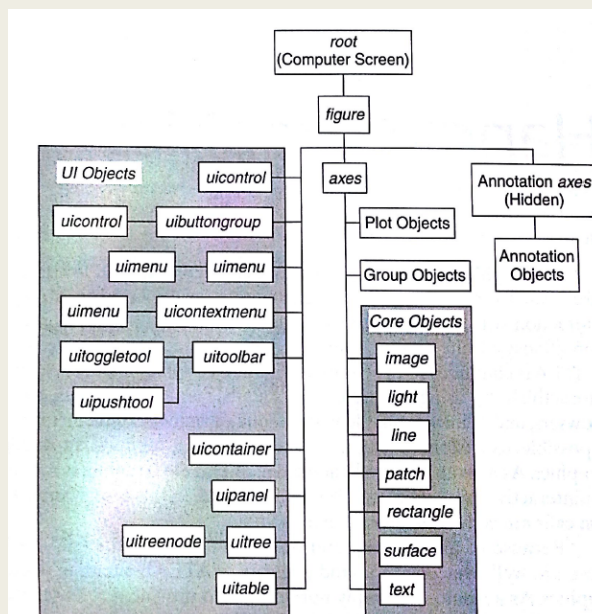 root
(Computer Screen)
figure
UI Objects
uicontrol
axes
Annotation axes
(Hidden)
uicontrol
uibuttongroup
Plot Objects
Annotation
Objects
uimenu
uimenu
Group Objects
uimenu
uicontextmenu
Core Objects
uitoggletool
uitoolbar
image
uipushtool
light
line
uicontainer
patch
uipanel
rectangle
uitreenode
uitree
surface
uitable
text